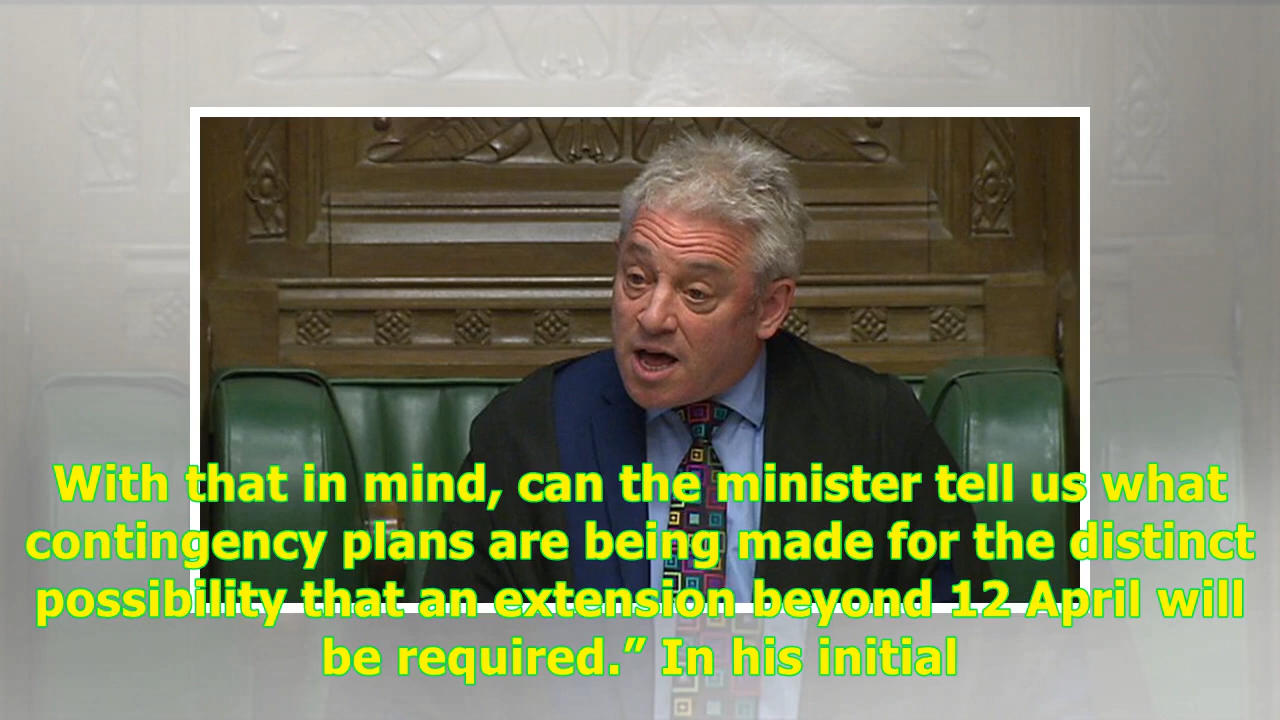 With that in mind, can the minister tell us what
contingency plans are being made for the distinct
possibility that an extension beyond 12 April will
be required.” In his initial